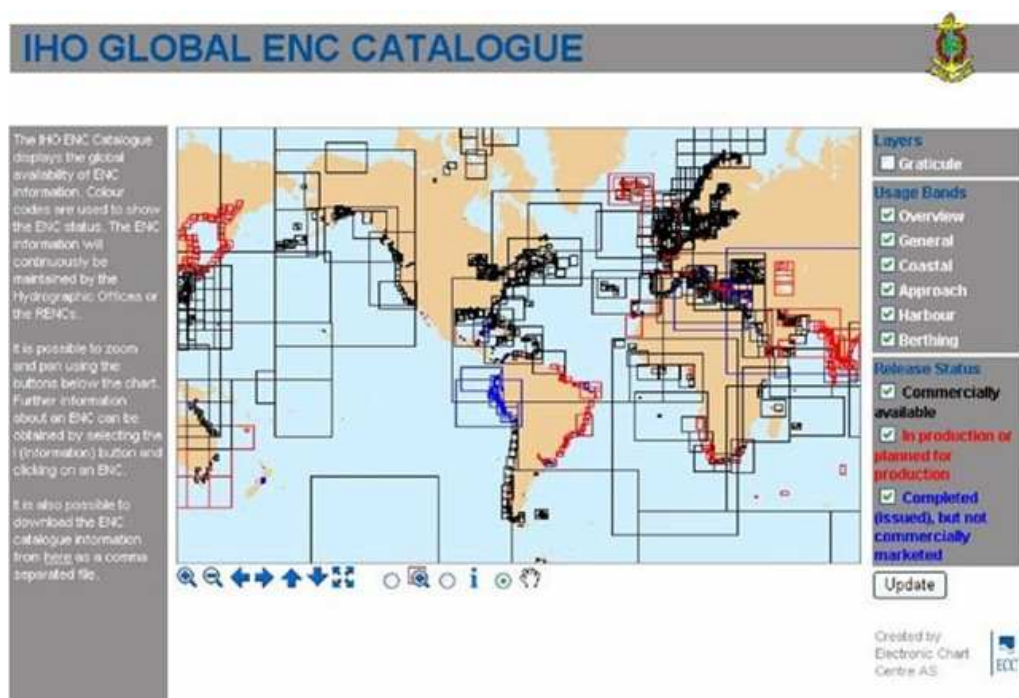 IHO GLOBAL ENC CATALOGUE
The IHO ENC Catalogue
displays the global
availability of ENC
information. Colour
codes are used to show
the ENC status. The ENC
information will
continuously be
maintained by the
Hydrographic Offices or
the RENCs.
It is possible to zoom
and pan using the
buttons below the chart.
Further information
about an ENC can be
obtained by selecting the
i (Information) button and
clicking on an ENC.
It is also possible to
download the ENC
catalogue information
from here as a comma
separated file.
Layers
Graticule
Usage Bands
Overview
General
Coastal
Approach
Harbour
Berthing
Release Status
Commercially
available
In production or
planned for
production
Completed
(issued), but not
commercially
marketed
Update
Created by
Electronic Chart
Centre AS
ECC